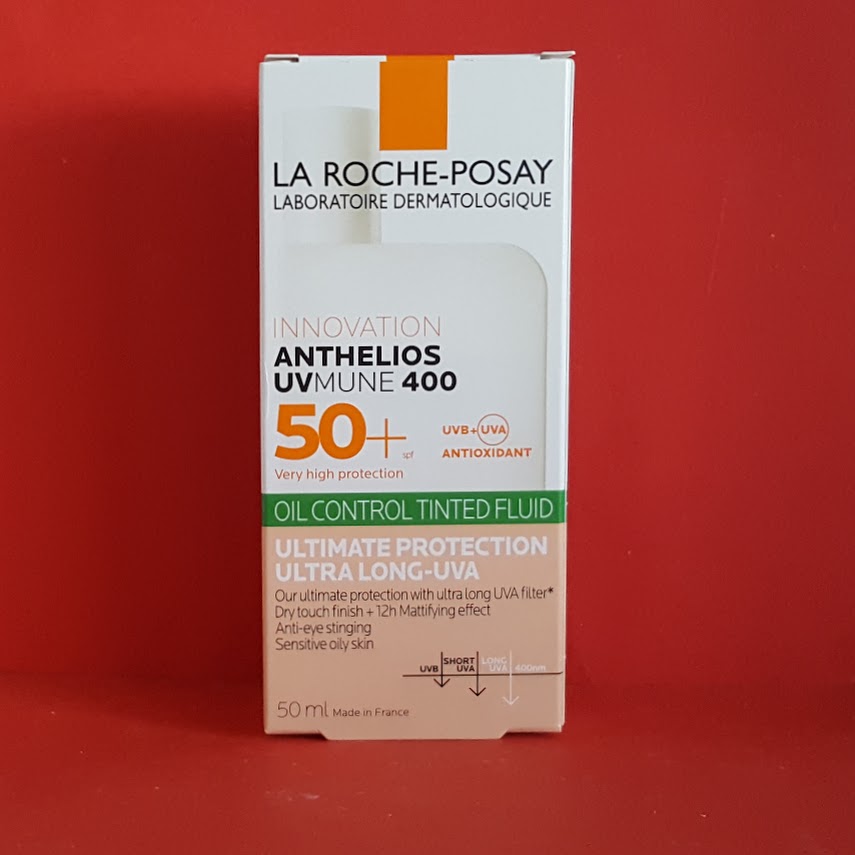 LA ROCHE-POSAY
LABORATOIRE DERMATOLOGIQUE
INNOVATION
ANTHELIOS
UVMUNE 400
50+ spf
Very high protection
UVB+UVA
ANTIOXIDANT
OIL CONTROL TINTED FLUID
ULTIMATE PROTECTION
ULTRA LONG-UVA
Our ultimate protection with ultra long UVA filter*
Dry touch finish + 12h Mattifying effect
Anti-eye stinging
Sensitive oily skin
UVB SHORT UVA LONG UVA 400nm
50 ml Made in France